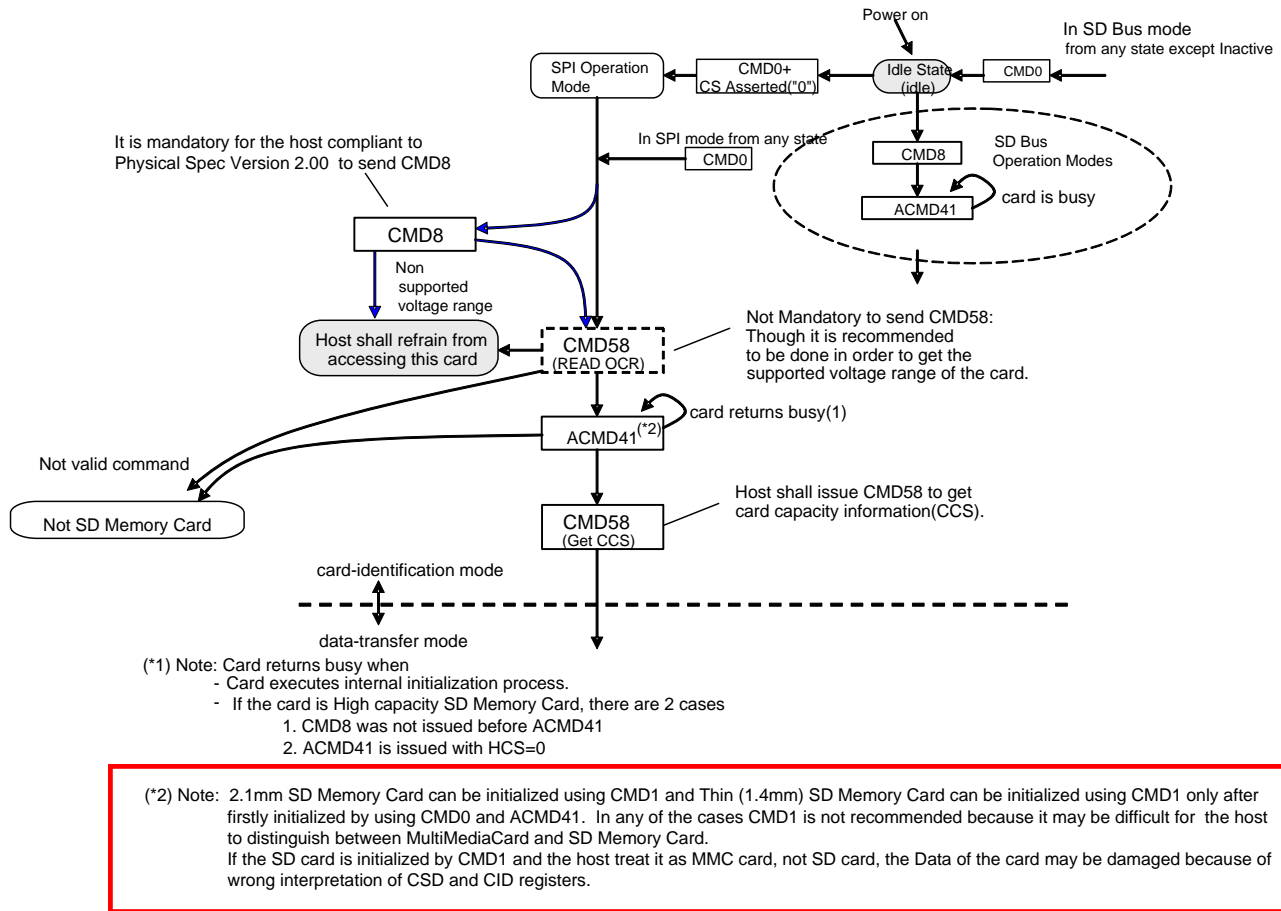 Power on
In SD Bus mode
from any state except Inactive
SPI Operation
Mode
CMD0+
CS Asserted("0")
Idle State
(idle)
CMD0
It is mandatory for the host compliant to
Physical Spec Version 2.00 to send CMD8
In SPI mode from any state
CMD0
CMD8
SD Bus
Operation Modes
ACMD41
card is busy
CMD8
Non
supported
voltage range
Host shall refrain from
accessing this card
CMD58
(READ OCR)
Not Mandatory to send CMD58:
Though it is recommended
to be done in order to get the
supported voltage range of the card.
ACMD41(*2)
card returns busy(1)
Not valid command
Not SD Memory Card
CMD58
(Get CCS)
Host shall issue CMD58 to get
card capacity information(CCS).
card-identification mode
data-transfer mode
(*1) Note: Card returns busy when
- Card executes internal initialization process.
- If the card is High capacity SD Memory Card, there are 2 cases
1. CMD8 was not issued before ACMD41
2. ACMD41 is issued with HCS=0
(*2) Note: 2.1mm SD Memory Card can be initialized using CMD1 and Thin (1.4mm) SD Memory Card can be initialized using CMD1 only after
firstly initialized by using CMD0 and ACMD41. In any of the cases CMD1 is not recommended because it may be difficult for the host
to distinguish between MultiMediaCard and SD Memory Card.
If the SD card is initialized by CMD1 and the host treat it as MMC card, not SD card, the Data of the card may be damaged because of
wrong interpretation of CSD and CID registers.